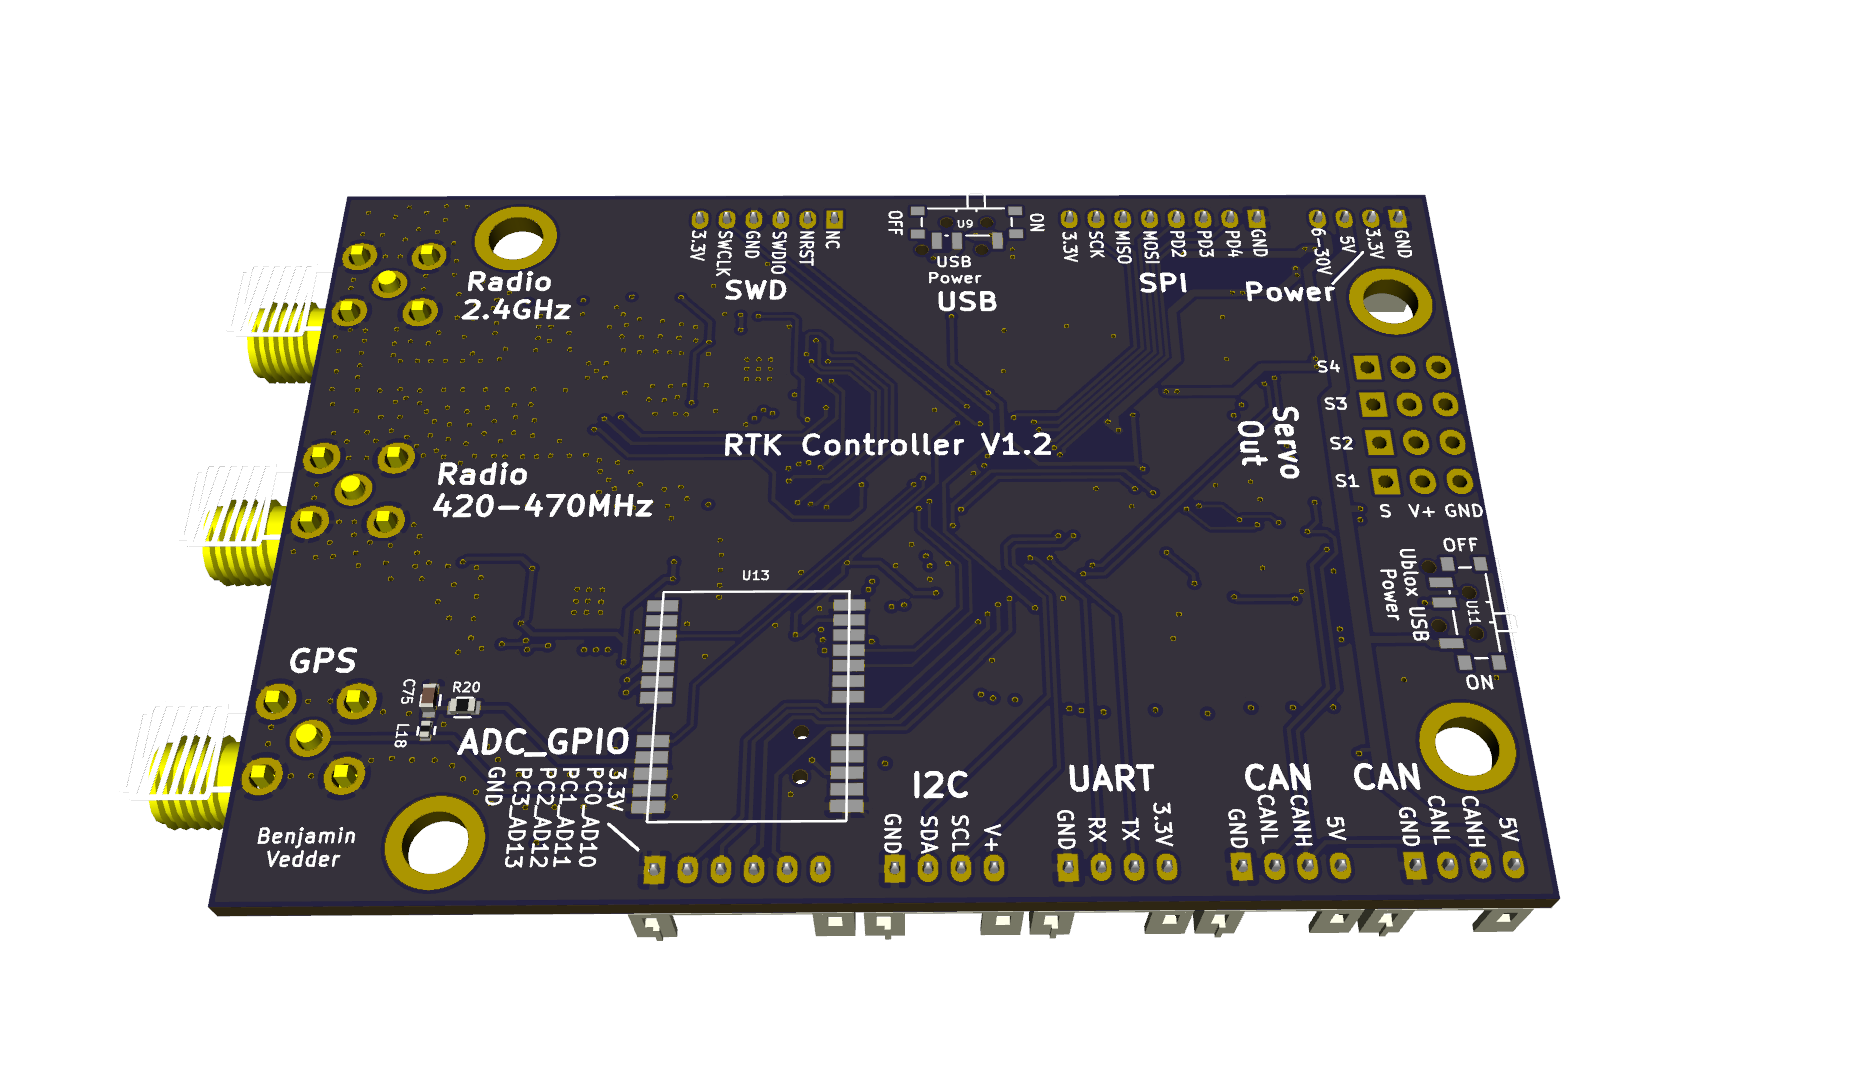 3.3V
SWCLK
GND
SWDIO
NRST
NC
SWD
OFF
U9
ON
USB
Power
USB
3.3V
SCK
MISO
MOSI
PD2
PD3
PD4
GND
SPI
6-30V
5V
3.3V
GND
Power
Radio
2.4GHz
S4
S3
S2
S1
S V+ GND
Servo
Out
RTK Controller V1.2
Radio
420-470MHz
OFF
Ublox USB
Power
U11
ON
U13
GPS
C75
R20
L18
ADC_GPIO
GND
PC3_AD13
PC2_AD12
PC1_AD11
PC0_AD10
3.3V
Benjamin
Vedder
I2C
GND
SDA
SCL
V+
UART
GND
RX
TX
3.3V
CAN
GND
CANL
CANH
5V
CAN
GND
CANL
CANH
5V